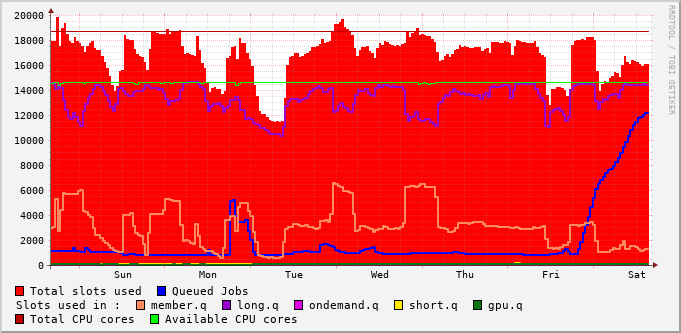 RRDTOOL / TOBI OETIKER
20000
18000
16000
14000
12000
10000
8000
6000
4000
2000
0
Sun Mon Tue Wed Thu Fri Sat
Total slots used Queued Jobs
Slots used in : member.q long.q ondemand.q short.q gpu.q
Total CPU cores Available CPU cores